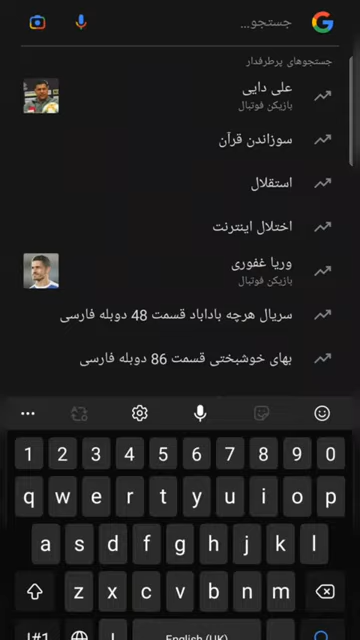 جستجو...
جستجوهای پرطرفدار
علی دایی
بازیکن فوتبال
سوزاندن قرآن
استقلال
اختلال اینترنت
وریا غفوری
بازیکن فوتبال
سریال هرچه باداباد قسمت 48 دوبله فارسی
بهای خوشبختی قسمت 86 دوبله فارسی
1 2 3 4 5 6 7 8 9 0
q w e r t y u i o p
a s d f g h j k l
z x c v b n m
!#1 English (UK)